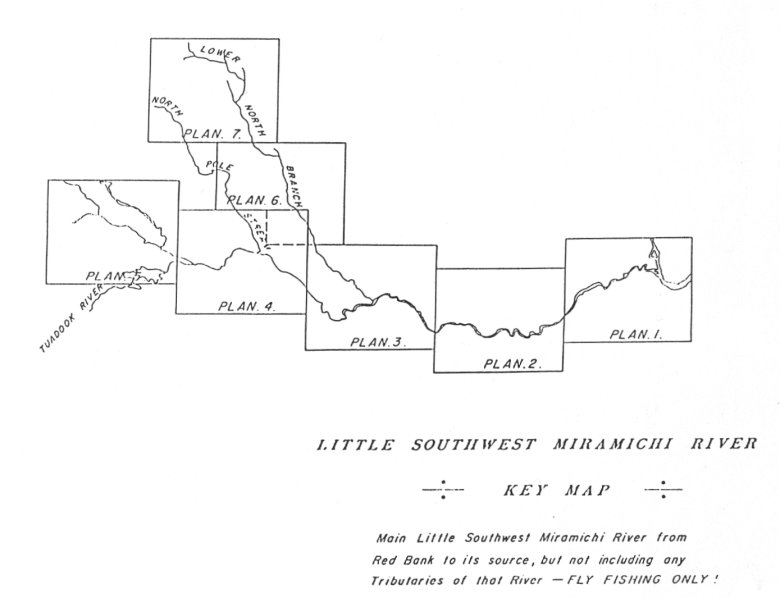 LOWER
NORTH
BRANCH
NORTH
POLE
STREAM
PLAN. 7.
PLAN. 6.
PLAN
TUADOOK RIVER
PLAN. 4.
PLAN. 3.
PLAN. 2.
PLAN. 1.
LITTLE SOUTHWEST MIRAMICHI RIVER
KEY MAP
Main Little Southwest Miramichi River from
Red Bank to its source, but not including any
Tributaries of that River — FLY FISHING ONLY !